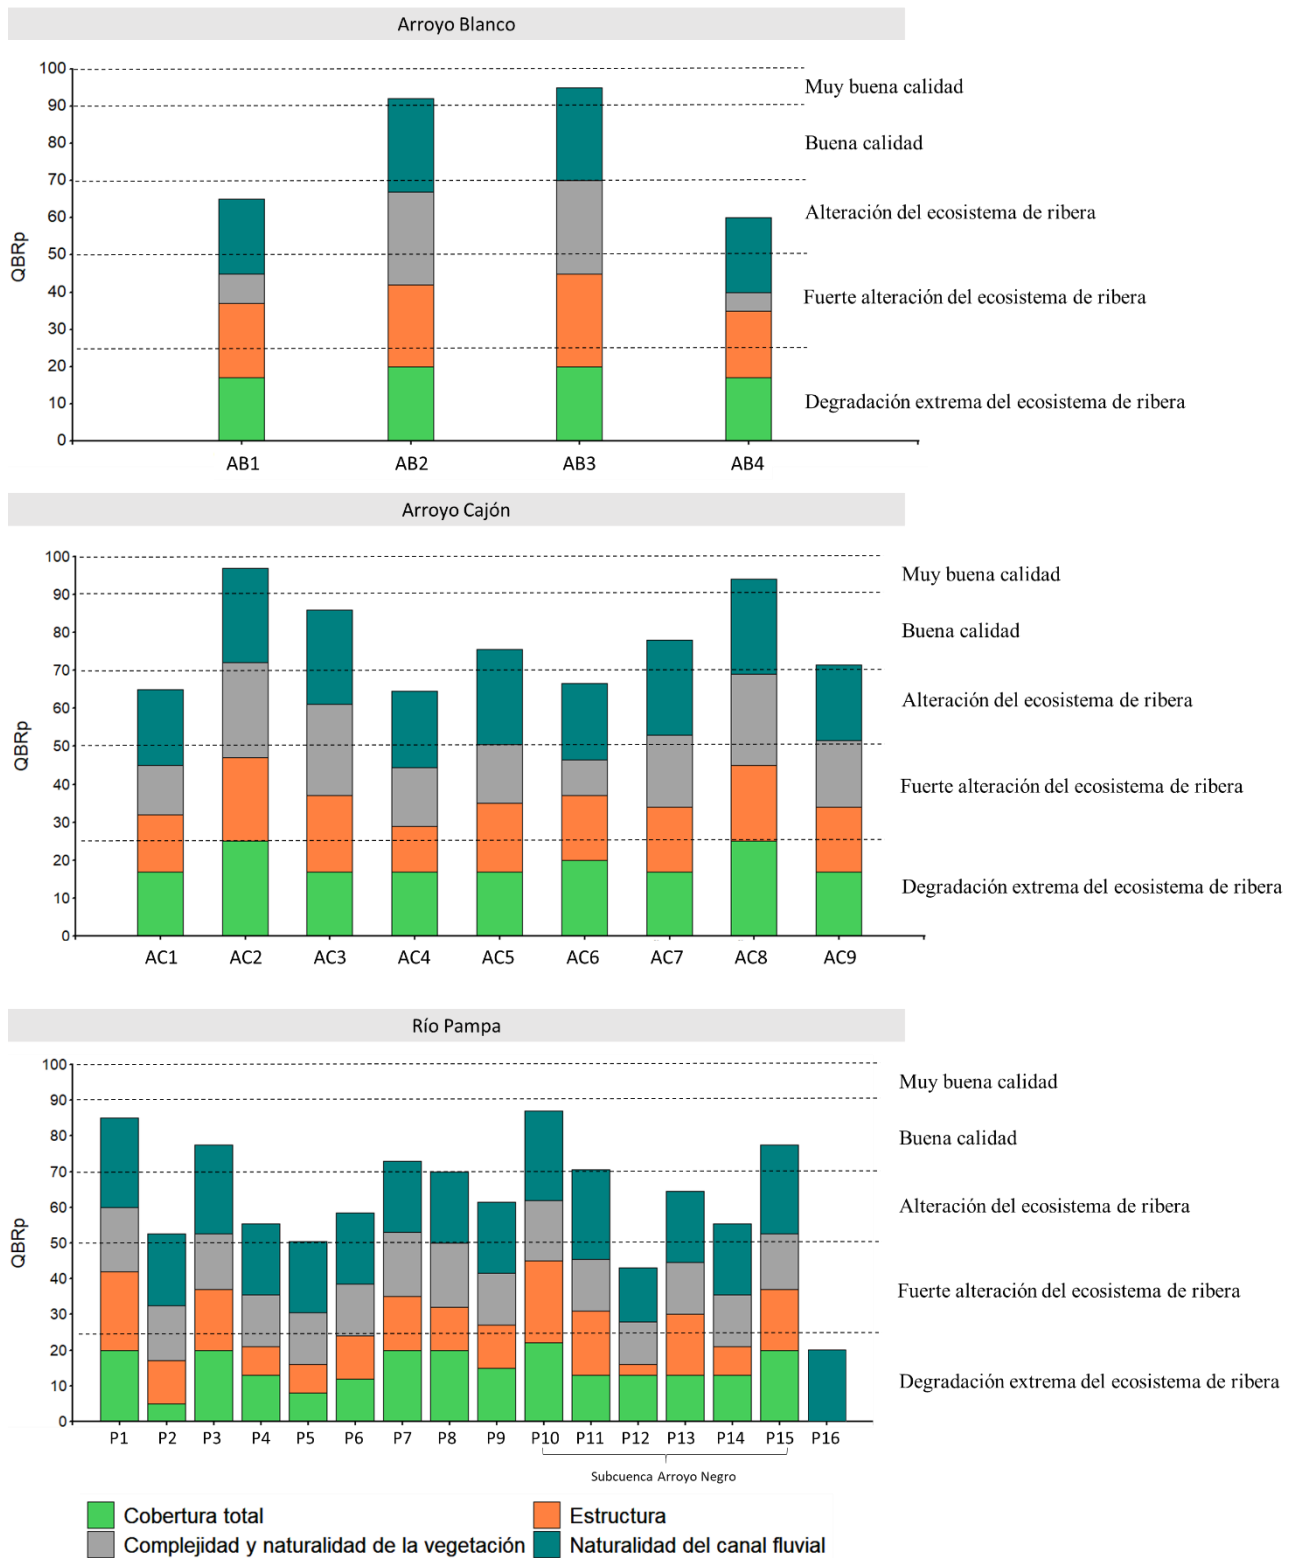 Arroyo Blanco
100
90
80
70
60
50
40
30
20
10
0
QBRp
Muy buena calidad
Buena calidad
Alteración del ecosistema de ribera
Fuerte alteración del ecosistema de ribera
Degradación extrema del ecosistema de ribera
AB1 AB2 AB3 AB4
Arroyo Cajón
100
90
80
70
60
50
40
30
20
10
0
QBRp
Muy buena calidad
Buena calidad
Alteración del ecosistema de ribera
Fuerte alteración del ecosistema de ribera
Degradación extrema del ecosistema de ribera
AC1 AC2 AC3 AC4 AC5 AC6 AC7 AC8 AC9
Río Pampa
100
90
80
70
60
50
40
30
20
10
0
QBRp
Muy buena calidad
Buena calidad
Alteración del ecosistema de ribera
Fuerte alteración del ecosistema de ribera
Degradación extrema del ecosistema de ribera
P1 P2 P3 P4 P5 P6 P7 P8 P9 P10 P11 P12 P13 P14 P15 P16
Subcuenca Arroyo Negro
Cobertura total
Estructura
Complejidad y naturalidad de la vegetación
Naturalidad del canal fluvial